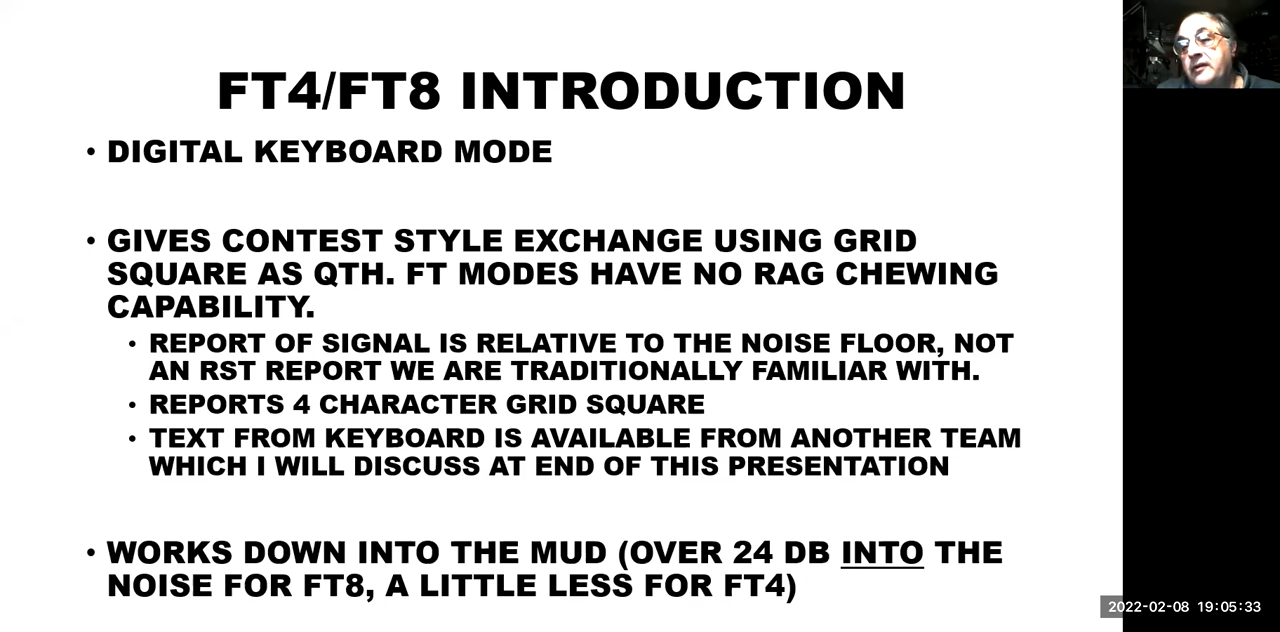 FT4/FT8 INTRODUCTION
• DIGITAL KEYBOARD MODE
• GIVES CONTEST STYLE EXCHANGE USING GRID
SQUARE AS QTH. FT MODES HAVE NO RAG CHEWING
CAPABILITY.
• REPORT OF SIGNAL IS RELATIVE TO THE NOISE FLOOR, NOT
AN RST REPORT WE ARE TRADITIONALLY FAMILIAR WITH.
• REPORTS 4 CHARACTER GRID SQUARE
• TEXT FROM KEYBOARD IS AVAILABLE FROM ANOTHER TEAM
WHICH I WILL DISCUSS AT END OF THIS PRESENTATION
• WORKS DOWN INTO THE MUD (OVER 24 DB INTO THE
NOISE FOR FT8, A LITTLE LESS FOR FT4)
2022-02-08 19:05:33